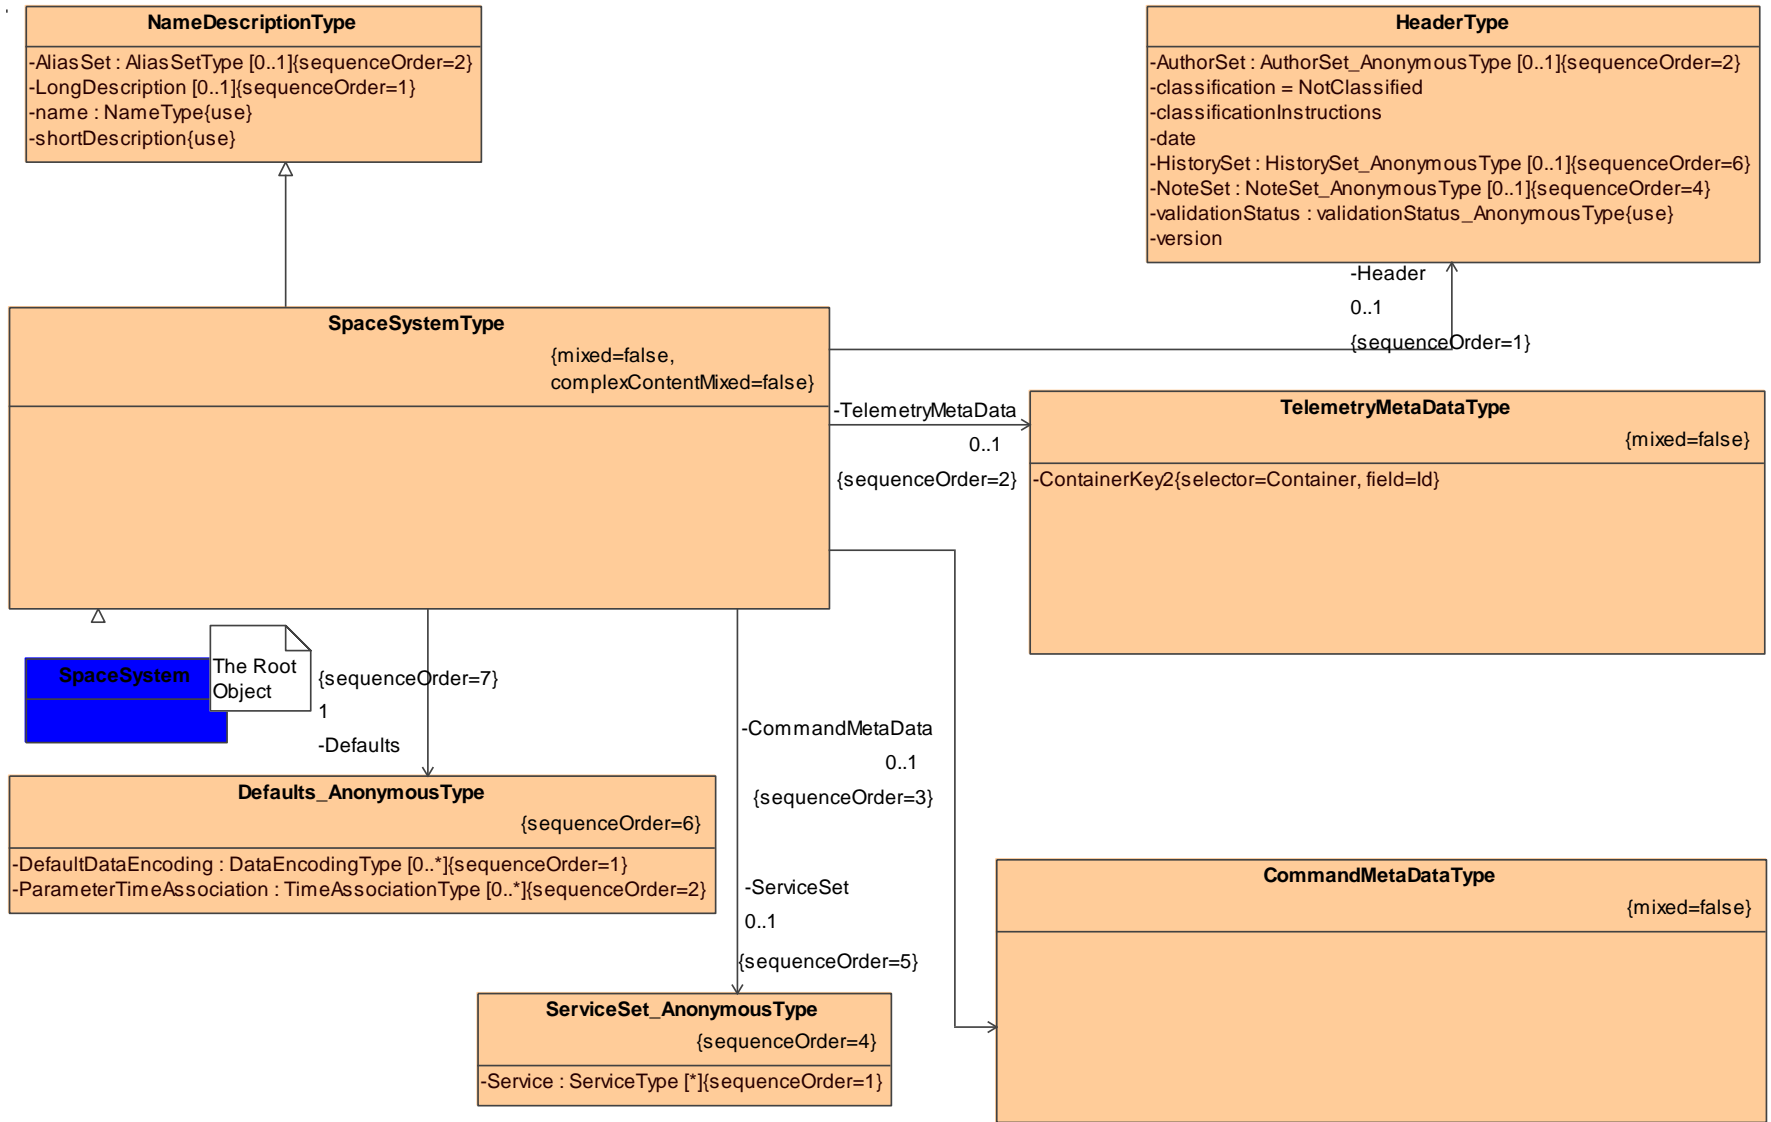 NameDescriptionType
-AliasSet : AliasSetType [0..1]{sequenceOrder=2}
-LongDescription [0..1]{sequenceOrder=1}
-name : NameType{use}
-shortDescription{use}
HeaderType
-AuthorSet : AuthorSet_AnonymousType [0..1]{sequenceOrder=2}
-classification = NotClassified
-classificationInstructions
-date
-HistorySet : HistorySet_AnonymousType [0..1]{sequenceOrder=6}
-NoteSet : NoteSet_AnonymousType [0..1]{sequenceOrder=4}
-validationStatus : validationStatus_AnonymousType{use}
-version
-Header
0..1
{sequenceOrder=1}
SpaceSystemType
{mixed=false,
complexContentMixed=false}
-TelemetryMetaData
0..1
{sequenceOrder=2}
TelemetryMetaDataType
{mixed=false}
-ContainerKey2{selector=Container, field=Id}
SpaceSystem
The Root
Object
{sequenceOrder=7}
1
-Defaults
-CommandMetaData
0..1
{sequenceOrder=3}
Defaults_AnonymousType
{sequenceOrder=6}
-DefaultDataEncoding : DataEncodingType [0..*]{sequenceOrder=1}
-ParameterTimeAssociation : TimeAssociationType [0..*]{sequenceOrder=2}
-ServiceSet
0..1
{sequenceOrder=5}
CommandMetaDataType
{mixed=false}
ServiceSet_AnonymousType
{sequenceOrder=4}
-Service : ServiceType [*]{sequenceOrder=1}